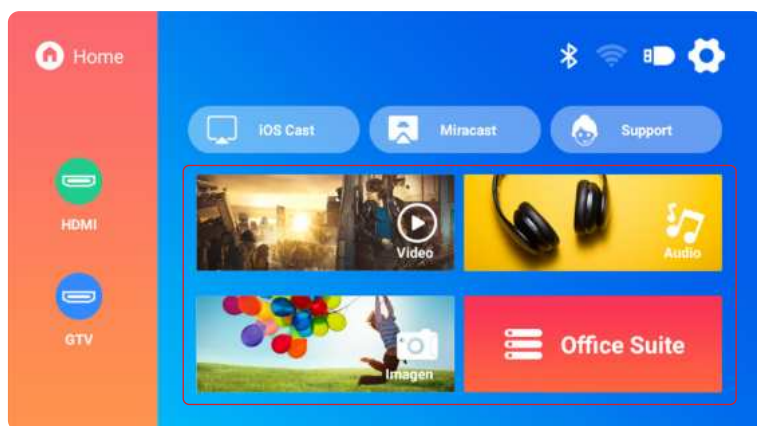 Home
iOS Cast
Miracast
Support
HDMI
GTV
Video
Audio
Imagen
Office Suite